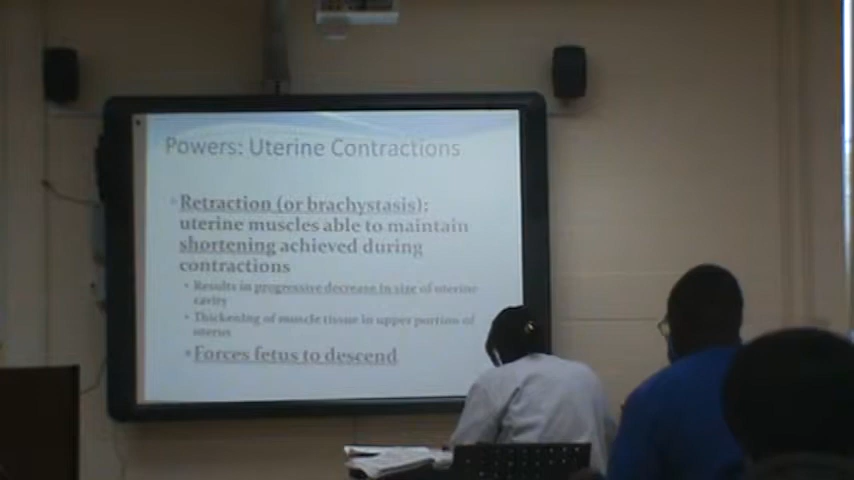 Powers: Uterine Contractions
Retraction (or brachystasis):
uterine muscles able to maintain
shortening achieved during
contractions
• Results in progressive decrease in size of uterine
cavity
• Thickening of muscle tissue in upper portion of
uterus
• Forces fetus to descend